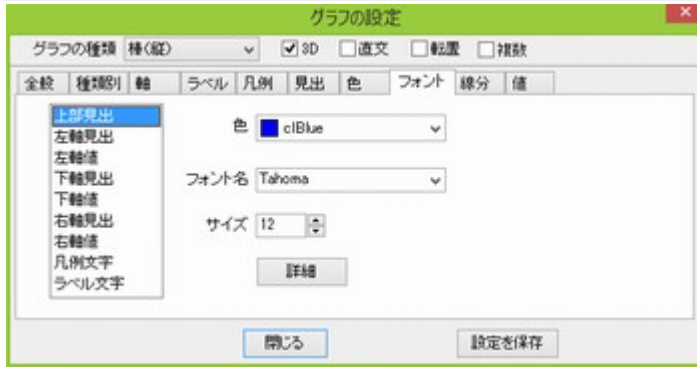 グラフの設定
グラフの種類 棒(縦) 3D 直交 転置 複数
全般 種類別 軸 ラベル 凡例 見出 色 フォント 線分 値
上部見出
左軸見出
左軸値
下軸見出
下軸値
右軸見出
右軸値
凡例文字
ラベル文字
色 clBlue
フォント名 Tahoma
サイズ 12
詳細
閉じる 設定を保存